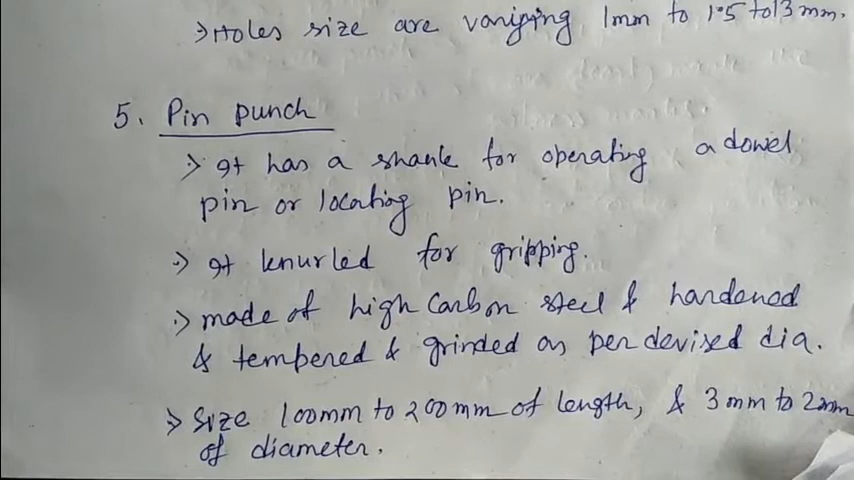 → Holes size are varying 1mm to 1.5 to 13 mm.
5. Pin punch
→ It has a shank for operating a dowel
pin or locating pin.
→ It knurled for gripping.
→ made of high carbon steel & hardened
& tempered & grinded as per devised dia.
→ Size 100mm to 200mm of length, & 3mm to 2mm
of diameter.